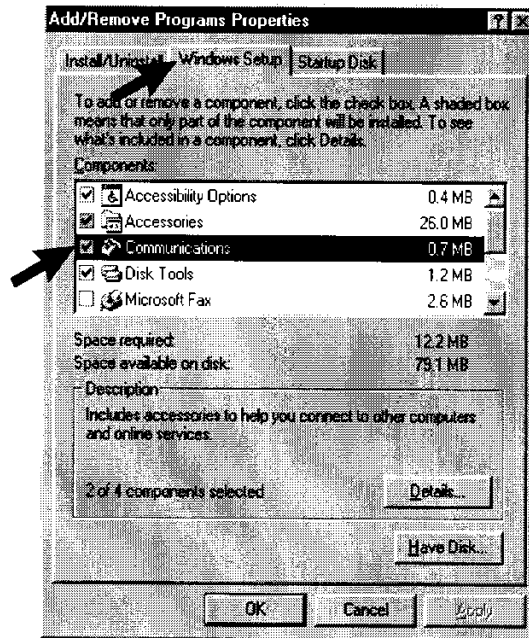 Add/Remove Programs Properties
Install/Uninstall Windows Setup Startup Disk
To add or remove a component, click the check box. A shaded box
means that only part of the component will be installed. To see
what's included in a component, click Details.
Components:
Accessibility Options 0.4 MB
Accessories 26.0 MB
Communications 0.7 MB
Disk Tools 1.2 MB
Microsoft Fax 2.6 MB
Space required: 12.2 MB
Space available on disk: 79.1 MB
Description
Includes accessories to help you connect to other computers
and online services.
2 of 4 components selected Details...
Have Disk...
OK Cancel Apply